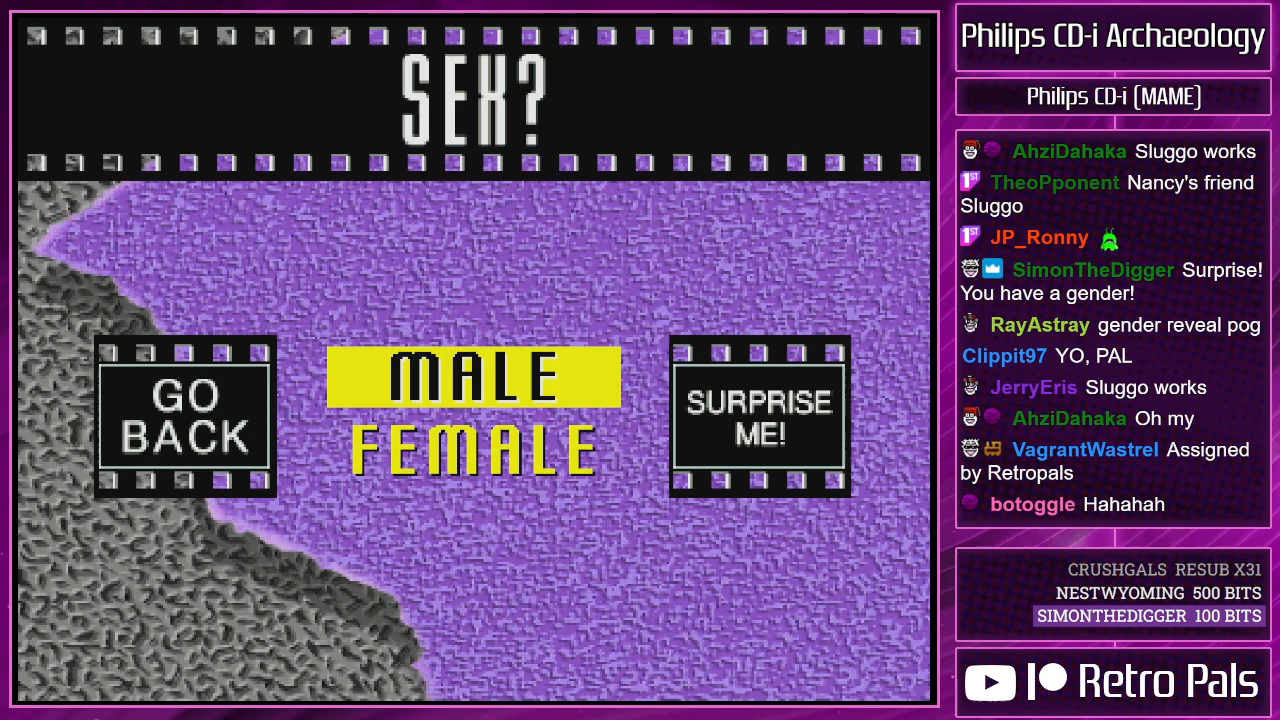 SEX?
GO
BACK
MALE
FEMALE
SURPRISE
ME!
Philips CD-i Archaeology
Philips CD-i [MAME]
AhziDahaka Sluggo works
1ST TheoPponent Nancy's friend
Sluggo
1ST JP_Ronny
SimonTheDigger Surprise!
You have a gender!
RayAstray gender reveal pog
Clippit97 YO, PAL
JerryEris Sluggo works
AhziDahaka Oh my
VagrantWastrel Assigned
by Retropals
botoggle Hahahah
CRUSHGALS RESUB X31
NESTWYOMING 500 BITS
SIMONTHEDIGGER 100 BITS
Retro Pals